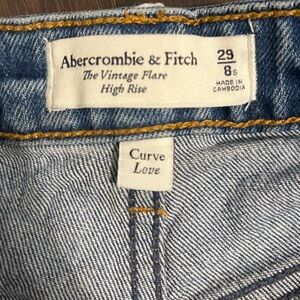 Abercrombie & Fitch
The Vintage Flare
High Rise
29
8s
MADE IN
CAMBODIA
Curve
Love